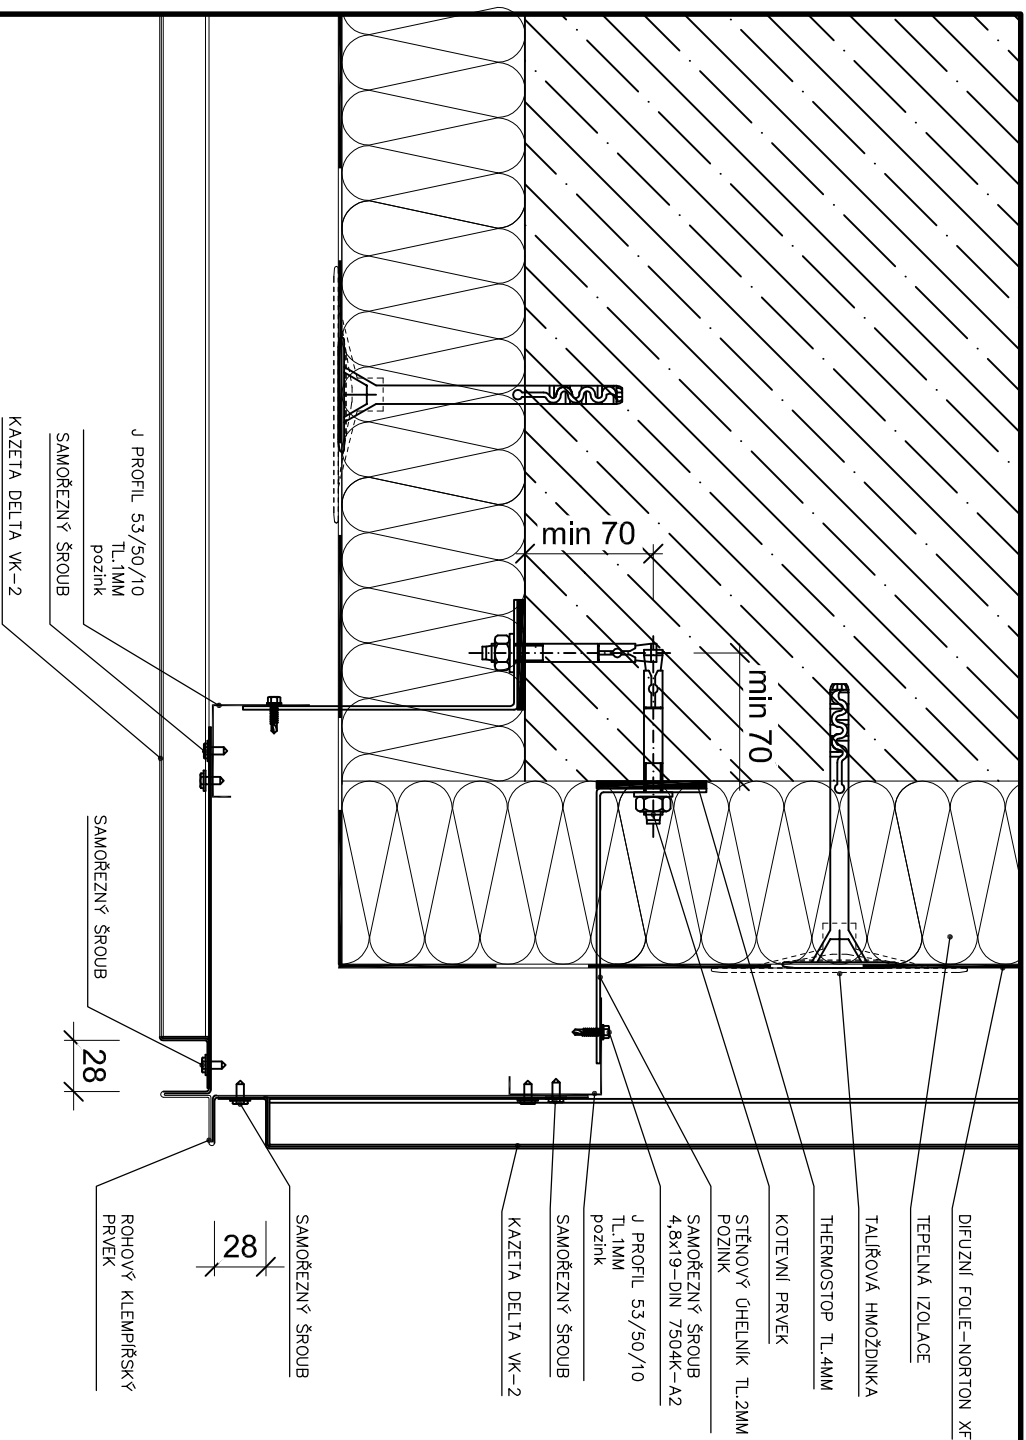 DIFUZNÍ FOLIE-NORTON XF
TEPELNÁ IZOLACE
TALÍŘOVÁ HMOŽDINKA
THERMOSTOP TL.4MM
KOTEVNÍ PRVEK
STĚNOVÝ ÚHELNÍK TL.2MM
POZINK
SAMOŘEZNÝ ŠROUB
4,8x19-DIN 7504K-A2
J PROFIL 53/50/10
TL.1MM
pozink
SAMOŘEZNÝ ŠROUB
KAZETA DELTA VK-2
SAMOŘEZNÝ ŠROUB
28
ROHOVÝ KLEMPÍŘSKÝ
PRVEK
min 70
min 70
J PROFIL 53/50/10
TL.1MM
pozink
SAMOŘEZNÝ ŠROUB
KAZETA DELTA VK-2
SAMOŘEZNÝ ŠROUB
28